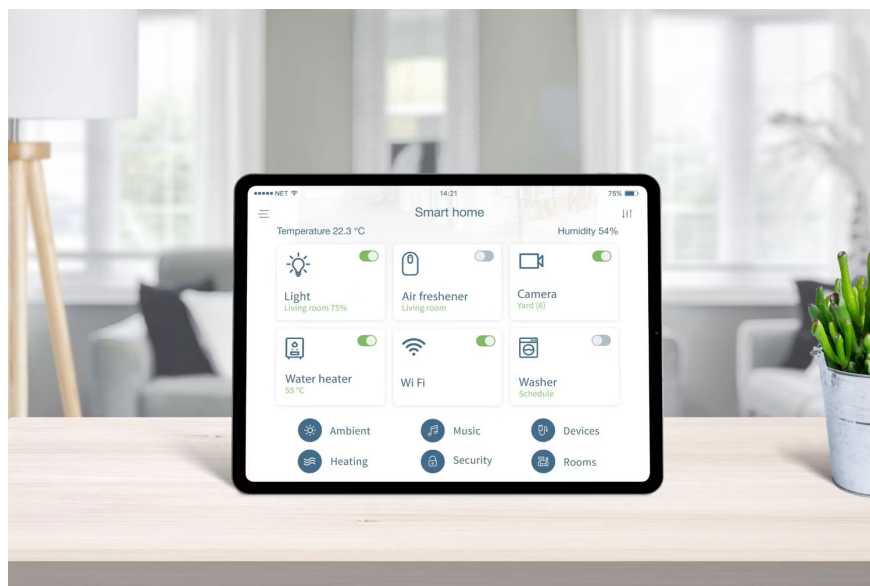 NET
14:21
75%
Smart home
Temperature 22.3 °C
Humidity 54%
Light
Living room 75%
Air freshener
Living room
Camera
Yard (6)
Water heater
55 °C
Wi Fi
Washer
Schedule
Ambient
Music
Devices
Heating
Security
Rooms